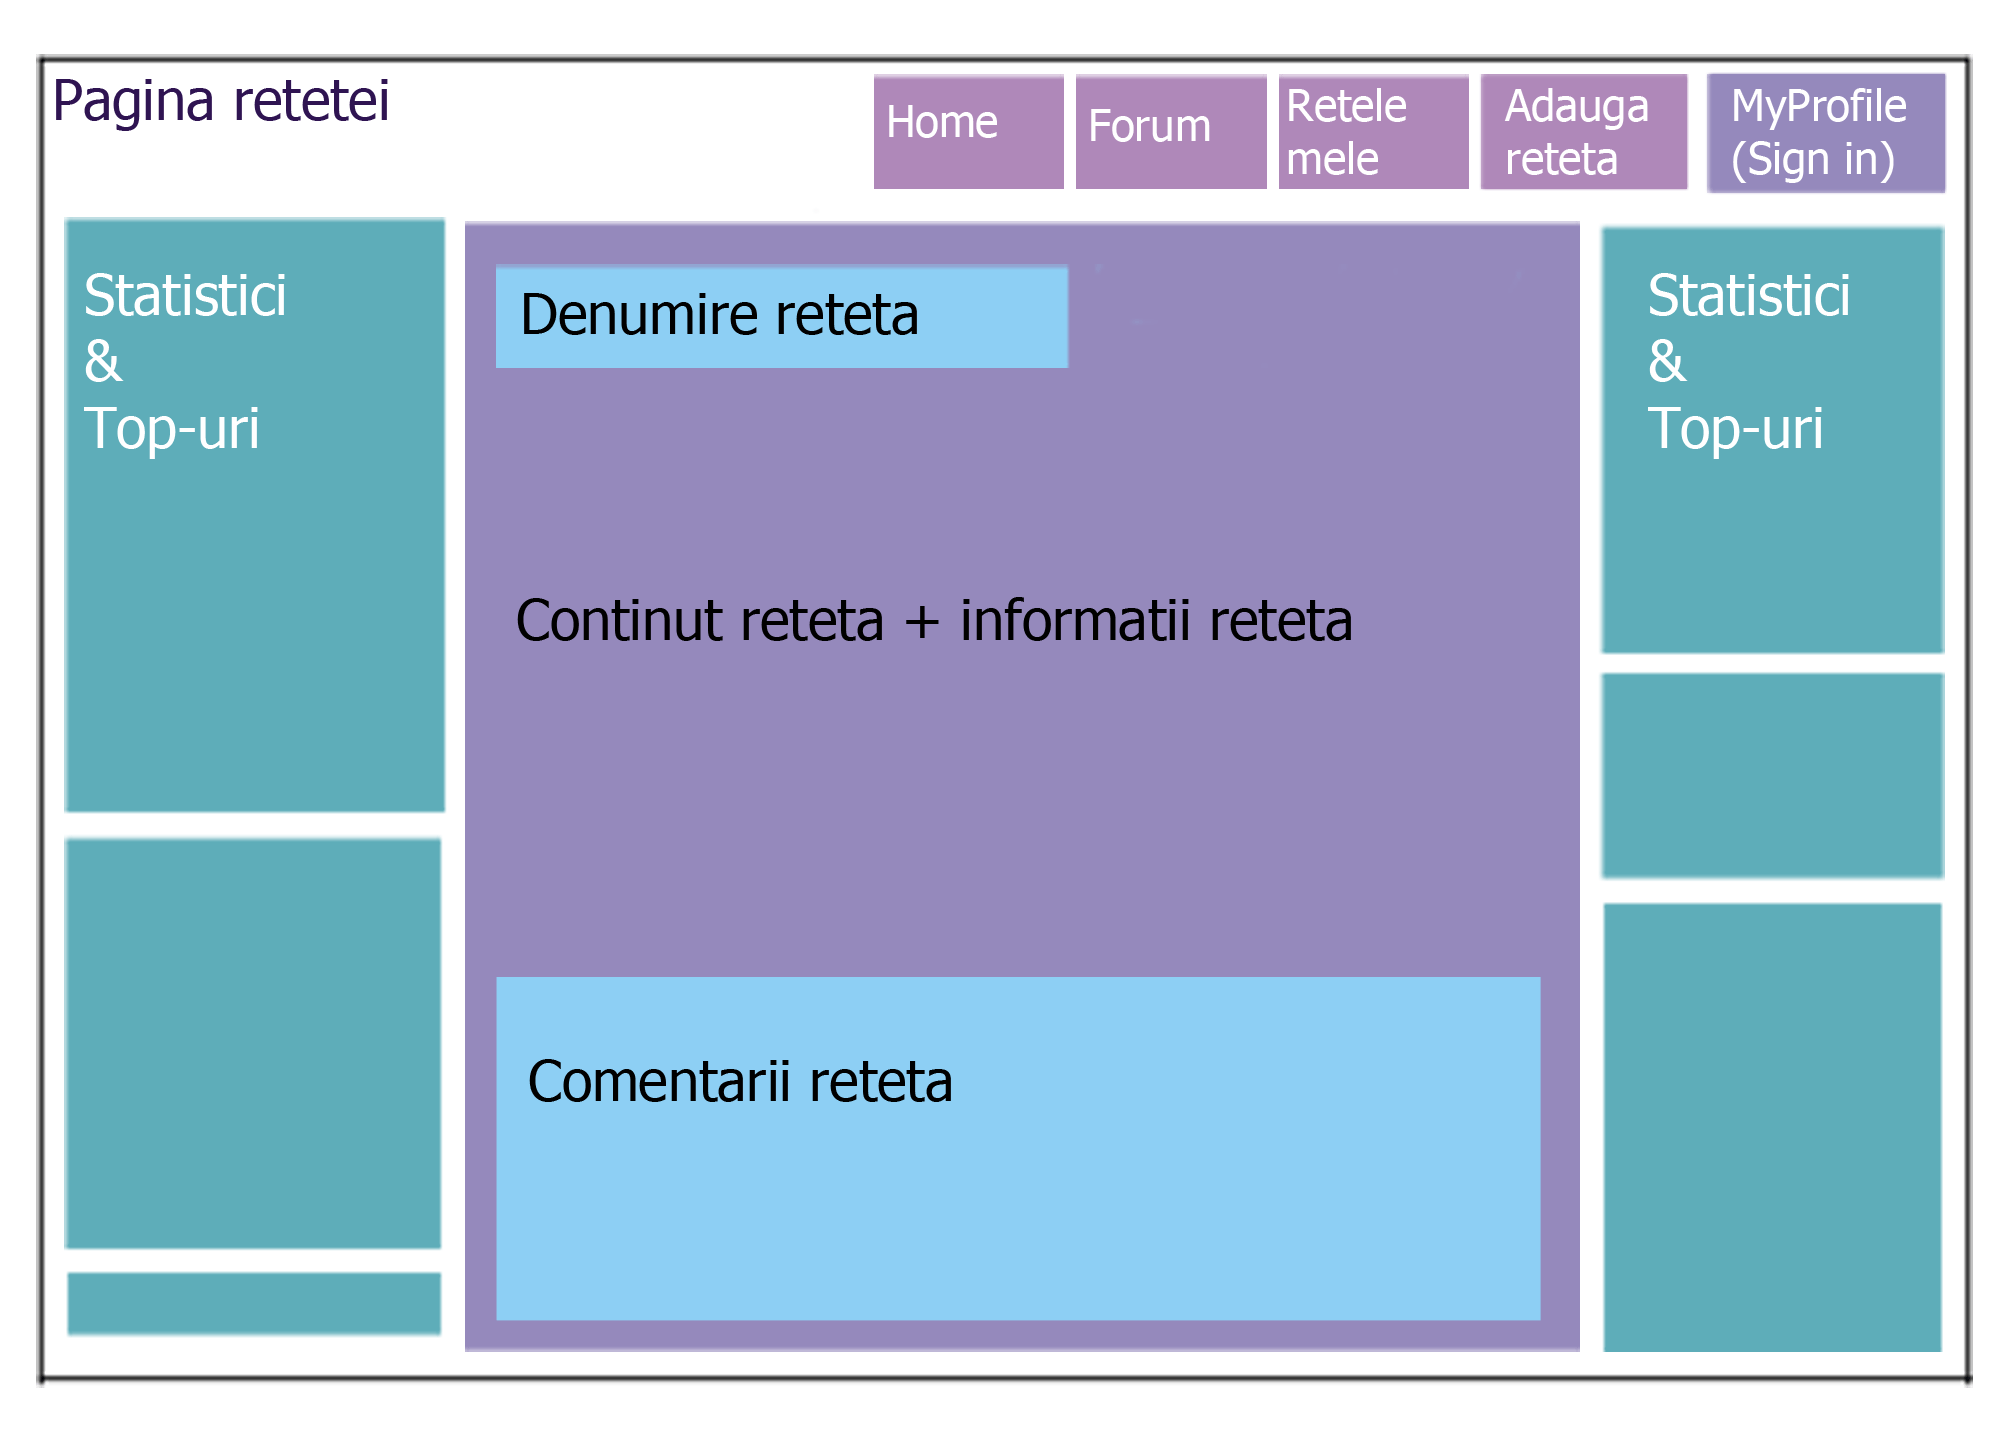 Pagina retetei
Home
Forum
Retele
mele
Adauga
reteta
MyProfile
(Sign in)
Statistici
&
Top-uri
Denumire reteta
Continut reteta + informatii reteta
Comentarii reteta
Statistici
&
Top-uri